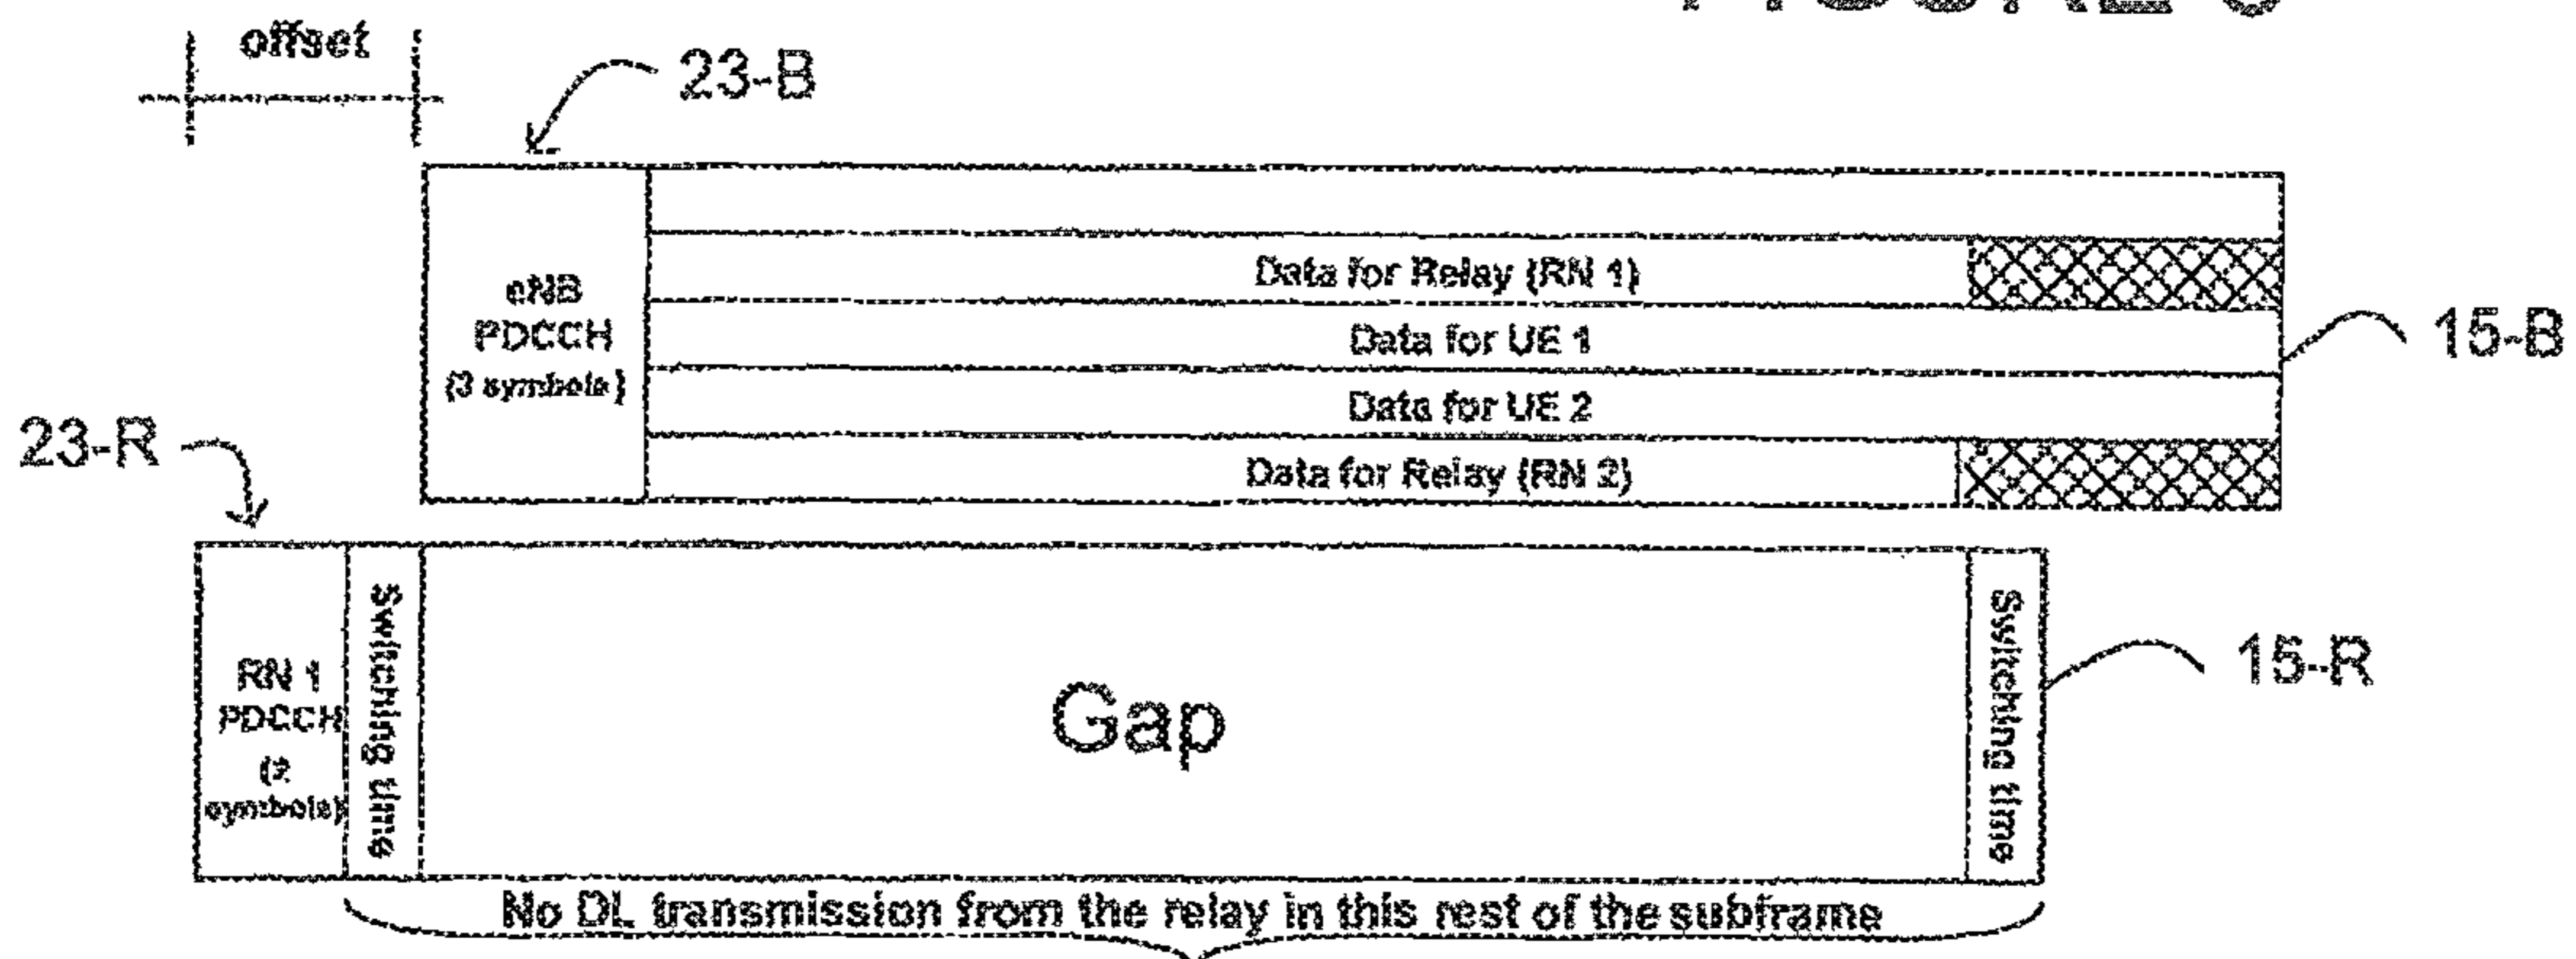 offset
23-B
eNB
PDCCH
(3 symbols)
Data for Relay (RN 1)
Data for UE 1
Data for UE 2
Data for Relay (RN 2)
15-B
23-R
RN 1
PDCCH
(2
symbols)
Switching time
Gap
Switching time
15-R
No DL transmission from the relay in this rest of the subframe